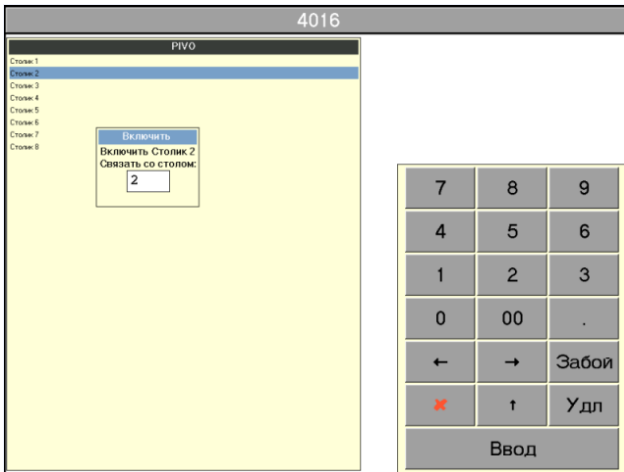 4016
PIVO
Столик 1
Столик 2
Столик 3
Столик 4
Столик 5
Столик 6
Столик 7
Столик 8
Включить
Включить Столик 2
Связать со столом:
2
7 8 9
4 5 6
1 2 3
0 00 .
← → Забой
✖ ↑ Удл
Ввод